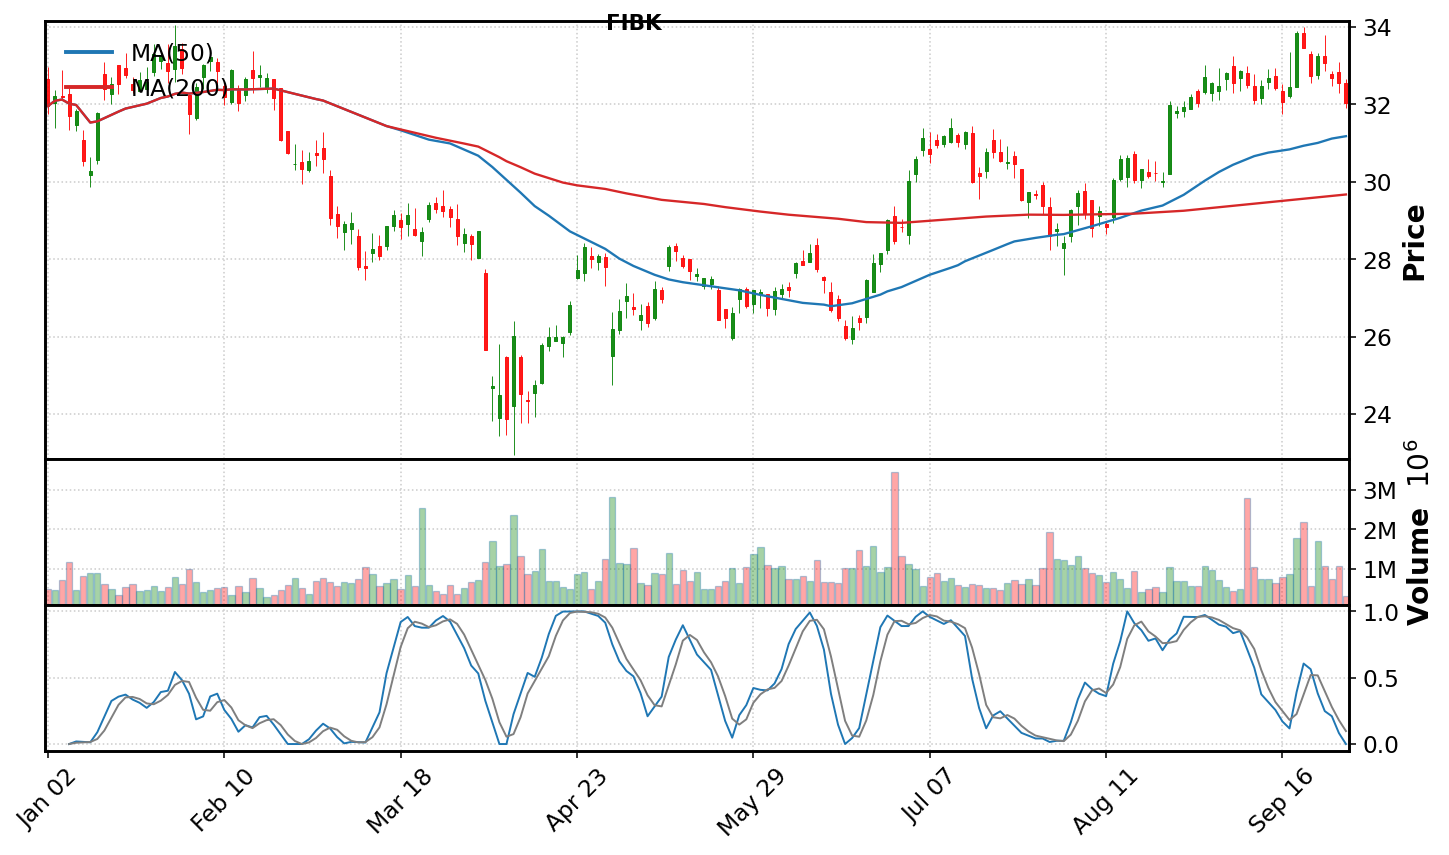 FIBK
MA(50)
MA(200)
34
32
30
28
26
24
Price
3M
2M
1M
Volume 10⁶
1.0
0.5
0.0
Jan 02
Feb 10
Mar 18
Apr 23
May 29
Jul 07
Aug 11
Sep 16